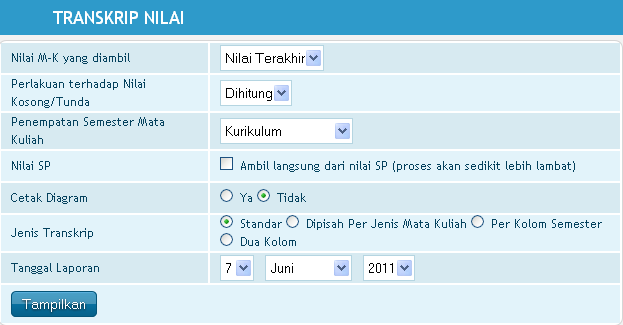 TRANSKRIP NILAI
Nilai M-K yang diambil
Nilai Terakhir
Perlakuan terhadap Nilai
Kosong/Tunda
Dihitung
Penempatan Semester Mata
Kuliah
Kurikulum
Nilai SP
Ambil langsung dari nilai SP (proses akan sedikit lebih lambat)
Cetak Diagram
Ya Tidak
Jenis Transkrip
Standar Dipisah Per Jenis Mata Kuliah Per Kolom Semester
Dua Kolom
Tanggal Laporan
7 Juni 2011
Tampilkan